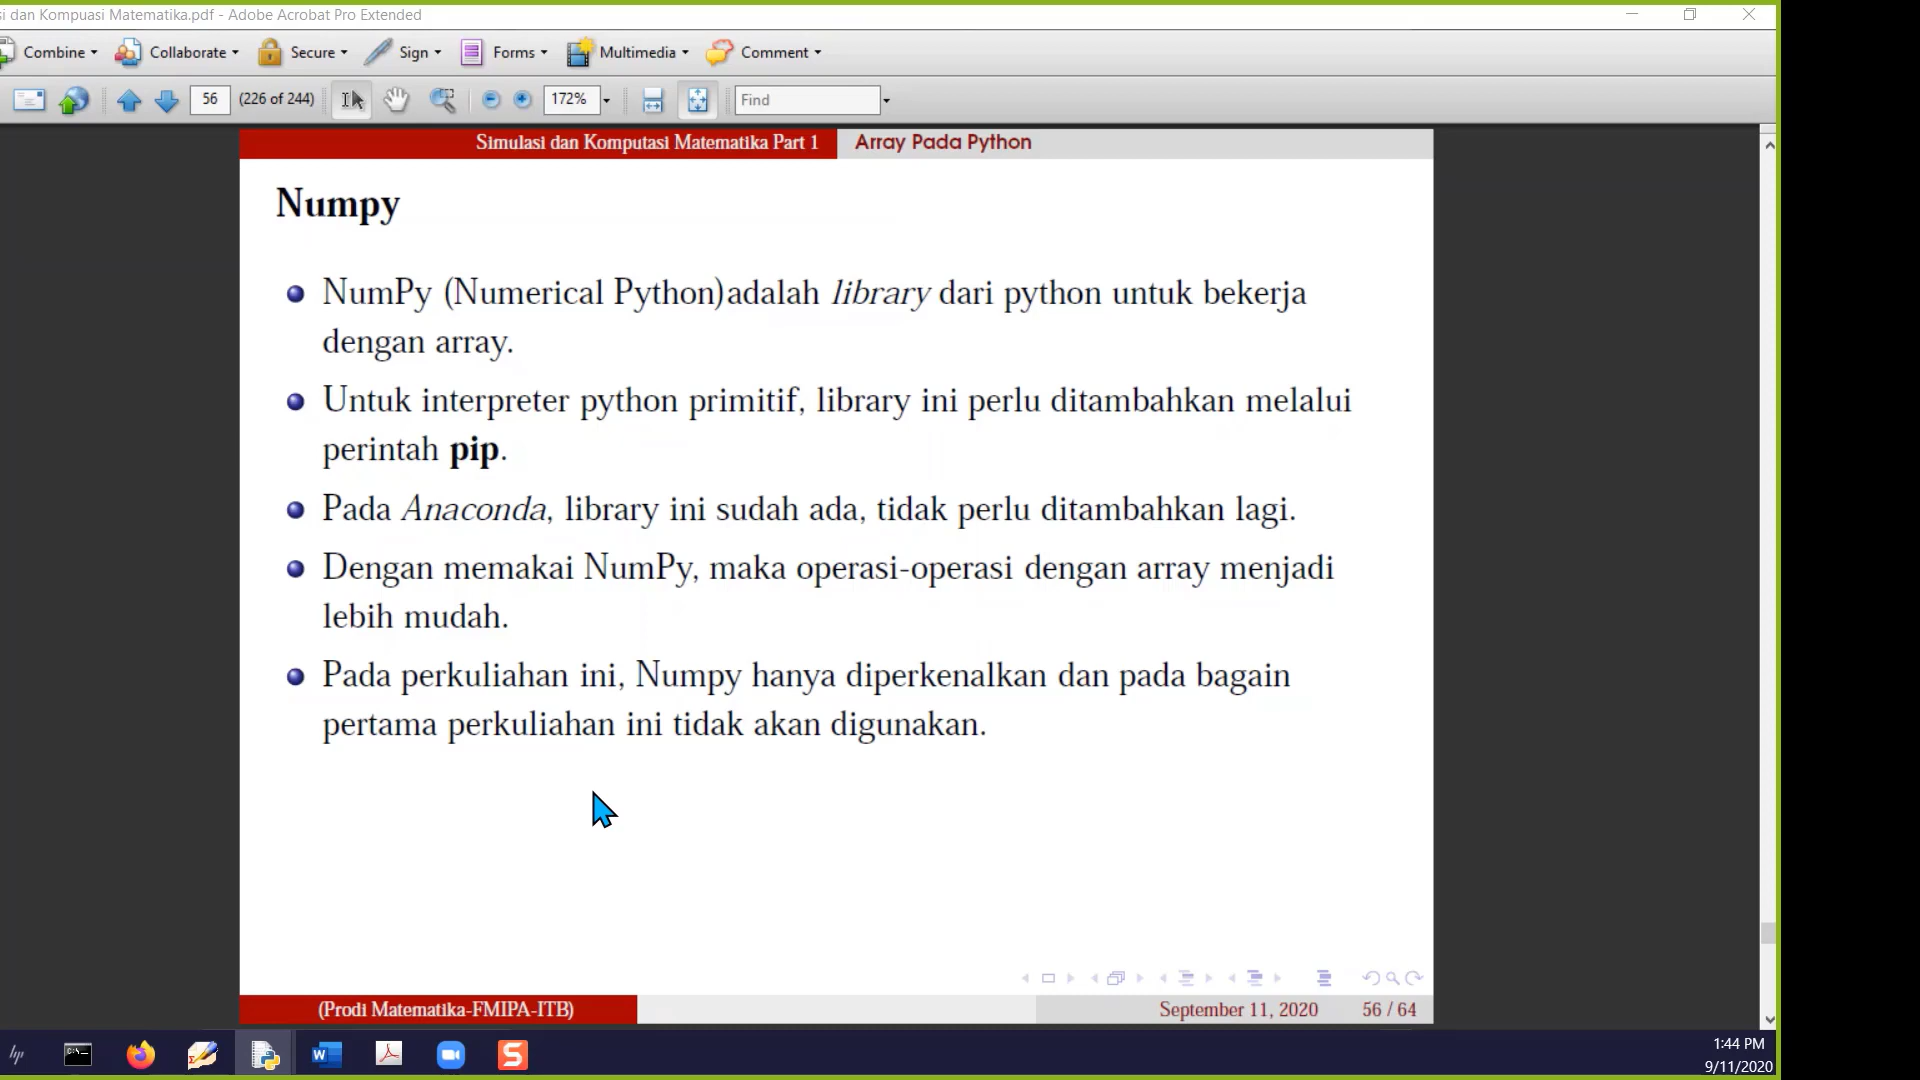 si dan Kompuasi Matematika.pdf - Adobe Acrobat Pro Extended
Combine Collaborate Secure Sign Forms Multimedia Comment
56 (226 of 244) 172% Find
Simulasi dan Komputasi Matematika Part 1 Array Pada Python
Numpy
NumPy (Numerical Python)adalah library dari python untuk bekerja
dengan array.
Untuk interpreter python primitif, library ini perlu ditambahkan melalui
perintah pip.
Pada Anaconda, library ini sudah ada, tidak perlu ditambahkan lagi.
Dengan memakai NumPy, maka operasi-operasi dengan array menjadi
lebih mudah.
Pada perkuliahan ini, Numpy hanya diperkenalkan dan pada bagain
pertama perkuliahan ini tidak akan digunakan.
(Prodi Matematika-FMIPA-ITB) September 11, 2020 56 / 64
hp
1:44 PM
9/11/2020